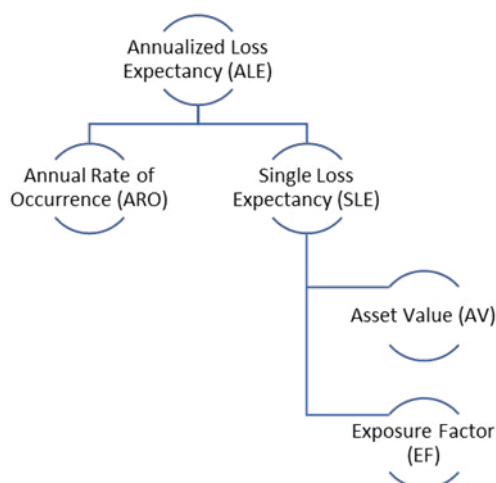 Annualized Loss
Expectancy (ALE)
Annual Rate of
Occurrence (ARO)
Single Loss
Expectancy (SLE)
Asset Value (AV)
Exposure Factor
(EF)